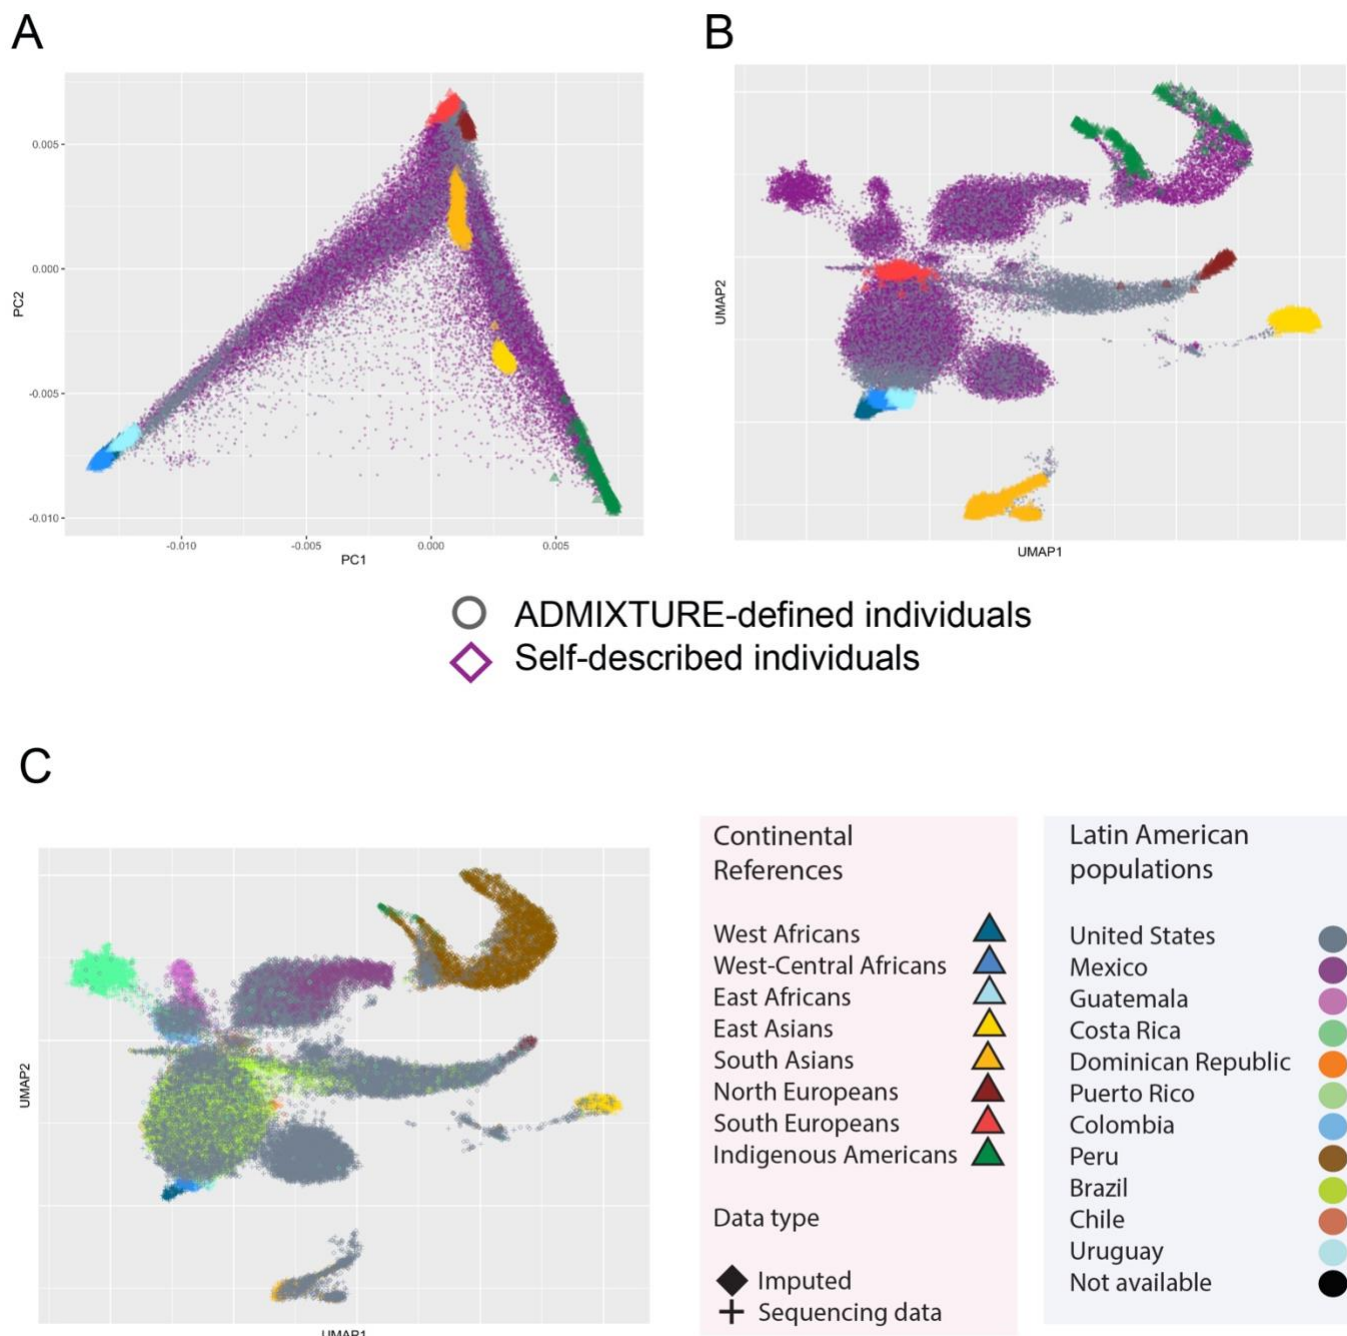 A
B
0.005
0.000
-0.005
-0.010
PC2
-0.010
-0.005
0.000
0.005
PC1
UMAP2
UMAP1
ADMIXTURE-defined individuals
Self-described individuals
C
UMAP2
UMAP1
Continental
References
West Africans
West-Central Africans
East Africans
East Asians
South Asians
North Europeans
South Europeans
Indigenous Americans
Data type
Imputed
Sequencing data
Latin American
populations
United States
Mexico
Guatemala
Costa Rica
Dominican Republic
Puerto Rico
Colombia
Peru
Brazil
Chile
Uruguay
Not available